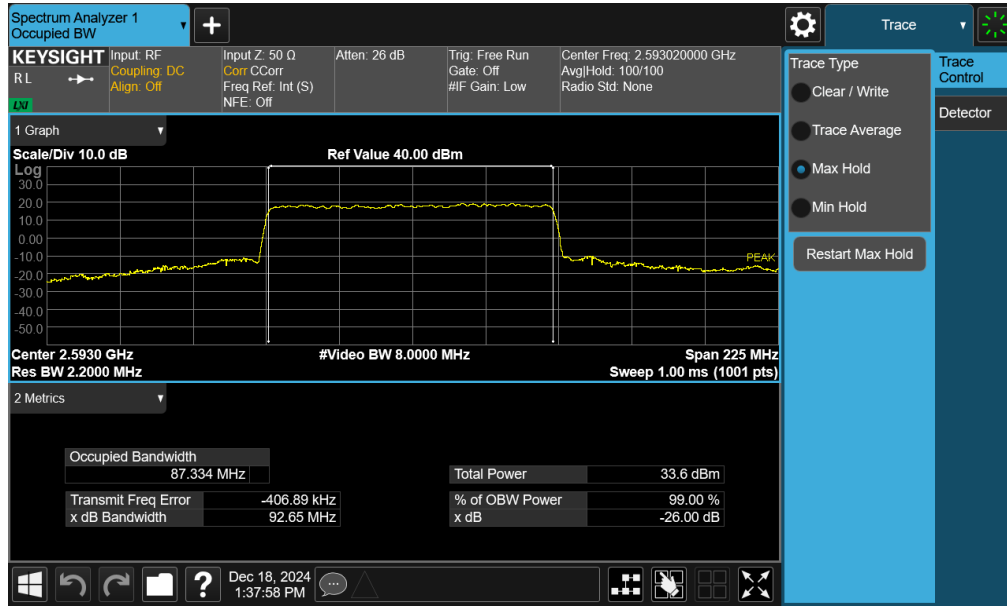 Spectrum Analyzer 1
Occupied BW
Trace
KEYSIGHT
R L
LXI
Input: RF
Coupling: DC
Align: Off
Input Z: 50 Ω
Corr CCorr
Freq Ref: Int (S)
NFE: Off
Atten: 26 dB
Trig: Free Run
Gate: Off
#IF Gain: Low
Center Freq: 2.593020000 GHz
Avg|Hold: 100/100
Radio Std: None
1 Graph
Scale/Div 10.0 dB
Ref Value 40.00 dBm
Log
30.0
20.0
10.0
0.00
-10.0
-20.0
-30.0
-40.0
-50.0
PEAK
Center 2.5930 GHz
#Video BW 8.0000 MHz
Span 225 MHz
Res BW 2.2000 MHz
Sweep 1.00 ms (1001 pts)
2 Metrics
Occupied Bandwidth
87.334 MHz
Total Power 33.6 dBm
Transmit Freq Error -406.89 kHz
% of OBW Power 99.00 %
x dB Bandwidth 92.65 MHz
x dB -26.00 dB
Trace Type
Clear / Write
Trace Average
Max Hold
Min Hold
Restart Max Hold
Trace
Control
Detector
Dec 18, 2024
1:37:58 PM